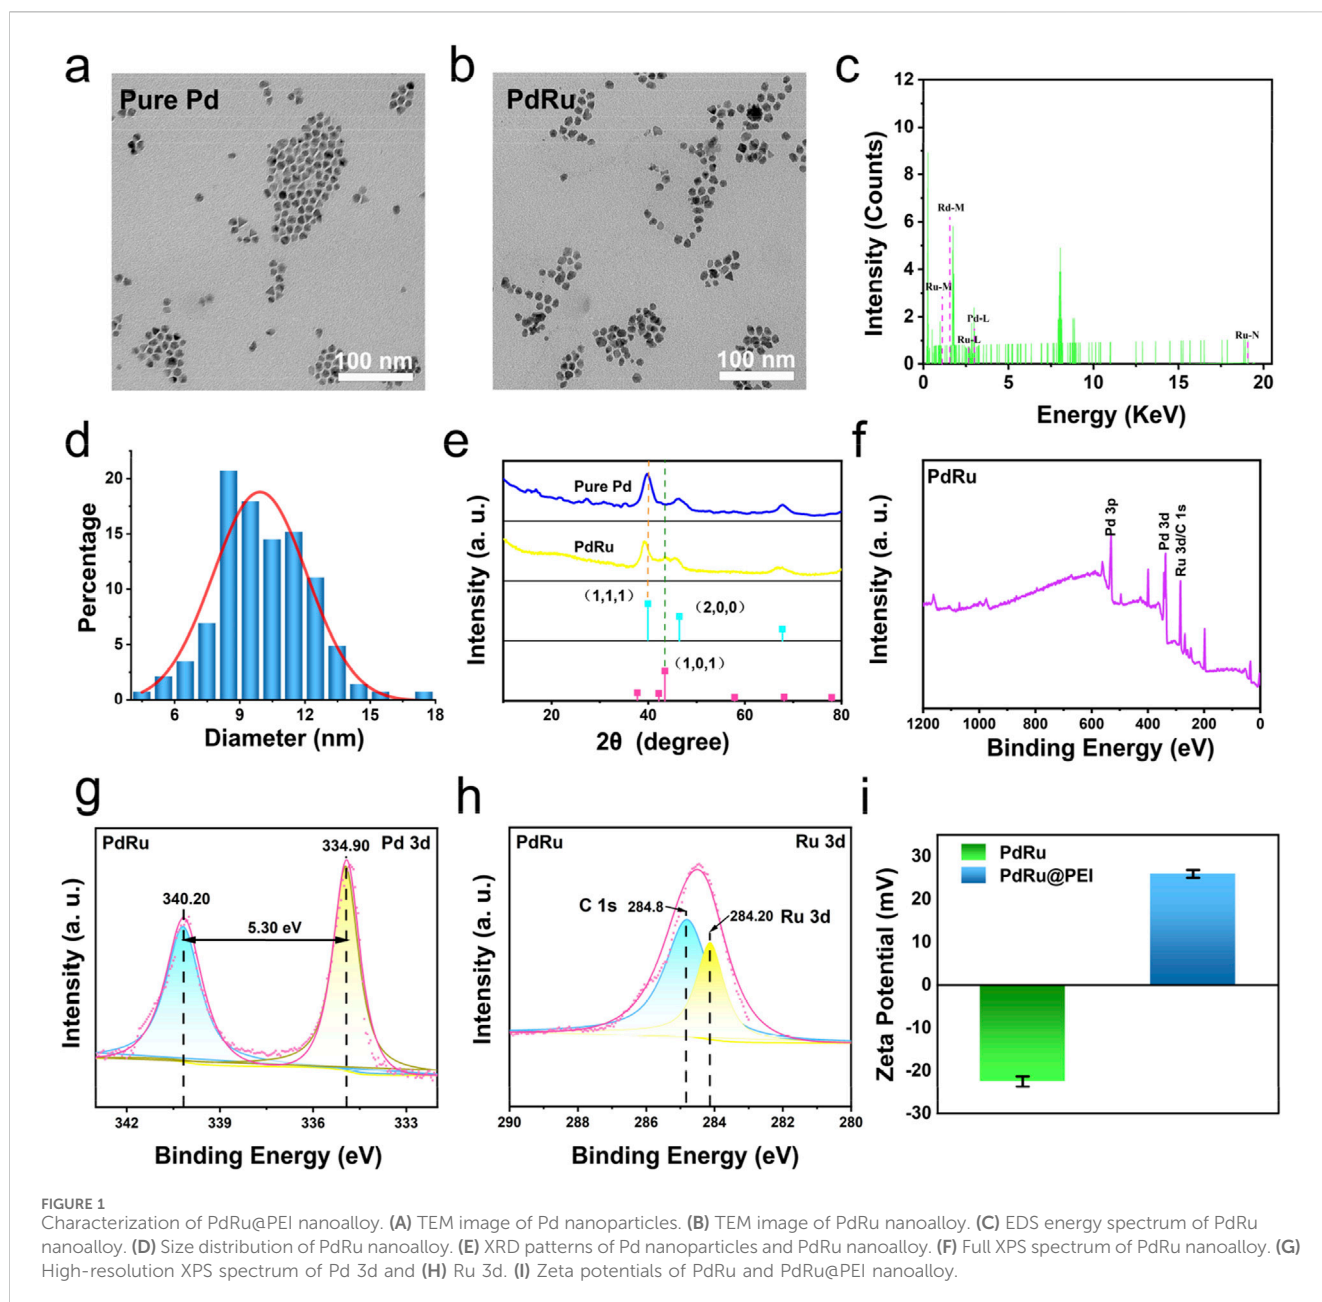 a
Pure Pd
100 nm
b
PdRu
100 nm
c
Intensity (Counts)
12
10
8
6
4
2
0
Rd-M
Ru-M
Pd-L
Ru-L
Ru-N
0 5 10 15 20
Energy (KeV)
d
Percentage
20
15
10
5
0
6 9 12 15 18
Diameter (nm)
e
Intensity (a. u.)
Pure Pd
PdRu
(1,1,1)
(2,0,0)
(1,0,1)
20 40 60 80
2θ (degree)
f
PdRu
Intensity (a. u.)
Pd 3p
Pd 3d
Ru 3d/C 1s
1200 1000 800 600 400 200 0
Binding Energy (eV)
g
PdRu
Pd 3d
334.90
340.20
5.30 eV
Intensity (a. u.)
342 339 336 333
Binding Energy (eV)
h
PdRu
Ru 3d
C 1s
284.8
284.20
Ru 3d
Intensity (a. u.)
290 288 286 284 282 280
Binding Energy (eV)
i
Zeta Potential (mV)
30
20
10
0
-10
-20
-30
PdRu
PdRu@PEI
FIGURE 1
Characterization of PdRu@PEI nanoalloy. (A) TEM image of Pd nanoparticles. (B) TEM image of PdRu nanoalloy. (C) EDS energy spectrum of PdRu
nanoalloy. (D) Size distribution of PdRu nanoalloy. (E) XRD patterns of Pd nanoparticles and PdRu nanoalloy. (F) Full XPS spectrum of PdRu nanoalloy. (G)
High-resolution XPS spectrum of Pd 3d and (H) Ru 3d. (I) Zeta potentials of PdRu and PdRu@PEI nanoalloy.